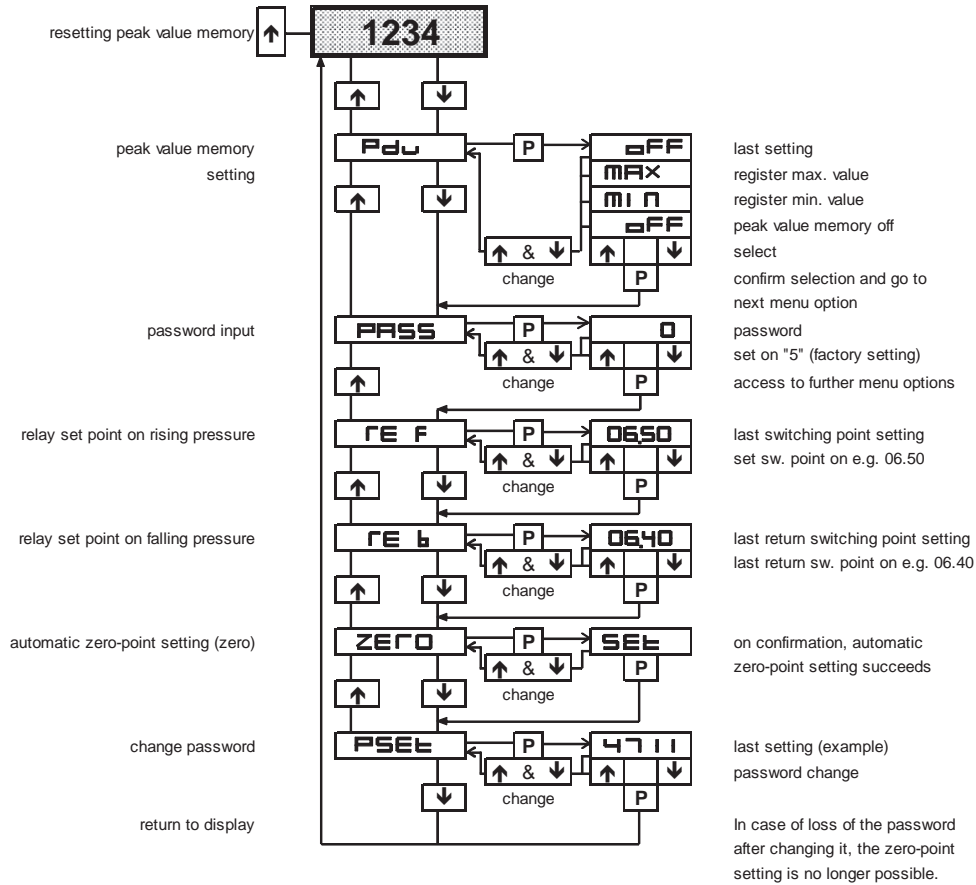 resetting peak value memory ↑ 1234
↑ ↓
peak value memory Pdv P oFF last setting
setting MAX register max. value
↑ ↓ MIN register min. value
oFF peak value memory off
↑ & ↓ ↑ ↓ select
change P confirm selection and go to
next menu option
password input PASS P 0 password
↑ & ↓ ↑ ↓ set on "5" (factory setting)
↑ change P access to further menu options
relay set point on rising pressure rE F P 06.50 last switching point setting
↑ & ↓ ↑ ↓ set sw. point on e.g. 06.50
↑ ↓ change P
relay set point on falling pressure rE b P 06.40 last return switching point setting
↑ & ↓ ↑ ↓ last return sw. point on e.g. 06.40
↑ ↓ change P
automatic zero-point setting (zero) ZErO P SEt on confirmation, automatic
↑ & ↓ P zero-point setting succeeds
↑ ↓ change
change password PSEt P 4711 last setting (example)
↑ & ↓ ↑ ↓ password change
↓ change P
return to display In case of loss of the password
after changing it, the zero-point
setting is no longer possible.